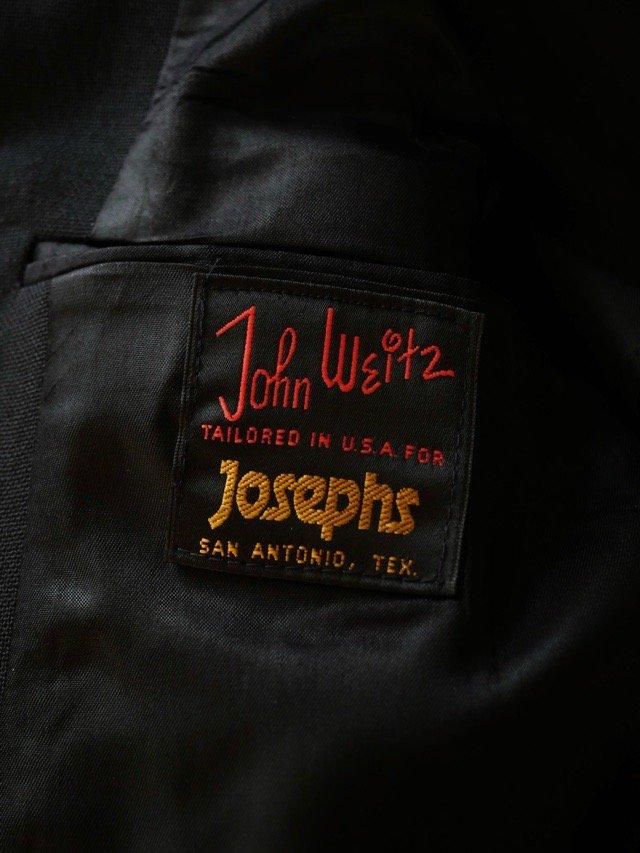 John Weitz
TAILORED IN U.S.A. FOR
Josephs
SAN ANTONIO, TEX.